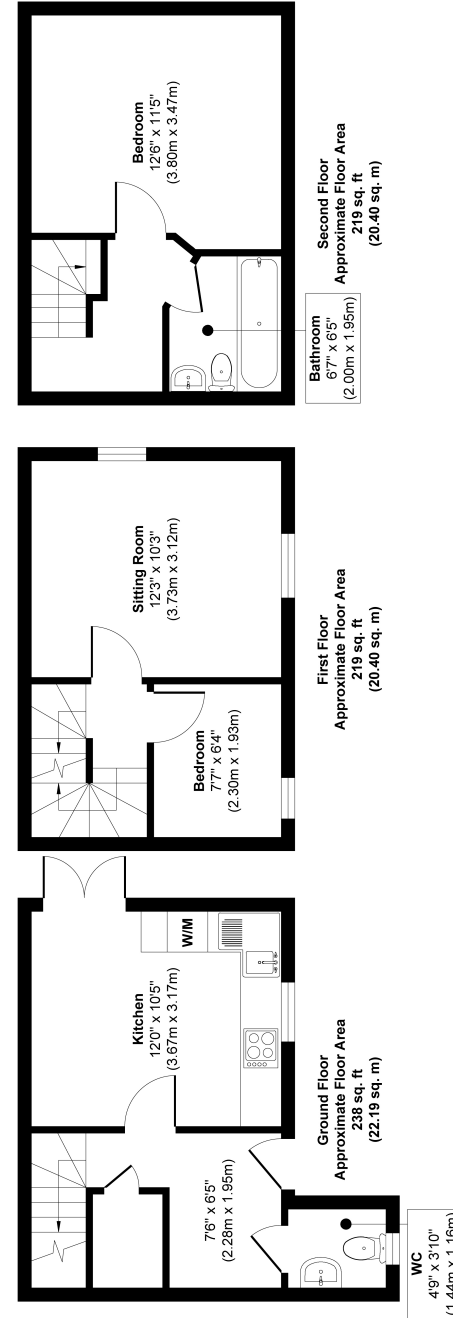 WC
4'9" x 3'10"
(1.44m x 1.16m)
7'6" x 6'5"
(2.28m x 1.95m)
Kitchen
12'0" x 10'5"
(3.67m x 3.17m)
W/M
Ground Floor
Approximate Floor Area
238 sq. ft
(22.19 sq. m)
Bedroom
7'7" x 6'4"
(2.30m x 1.93m)
Sitting Room
12'3" x 10'3"
(3.73m x 3.12m)
First Floor
Approximate Floor Area
219 sq. ft
(20.40 sq. m)
Bathroom
6'7" x 6'5"
(2.00m x 1.95m)
Bedroom
12'6" x 11'5"
(3.80m x 3.47m)
Second Floor
Approximate Floor Area
219 sq. ft
(20.40 sq. m)